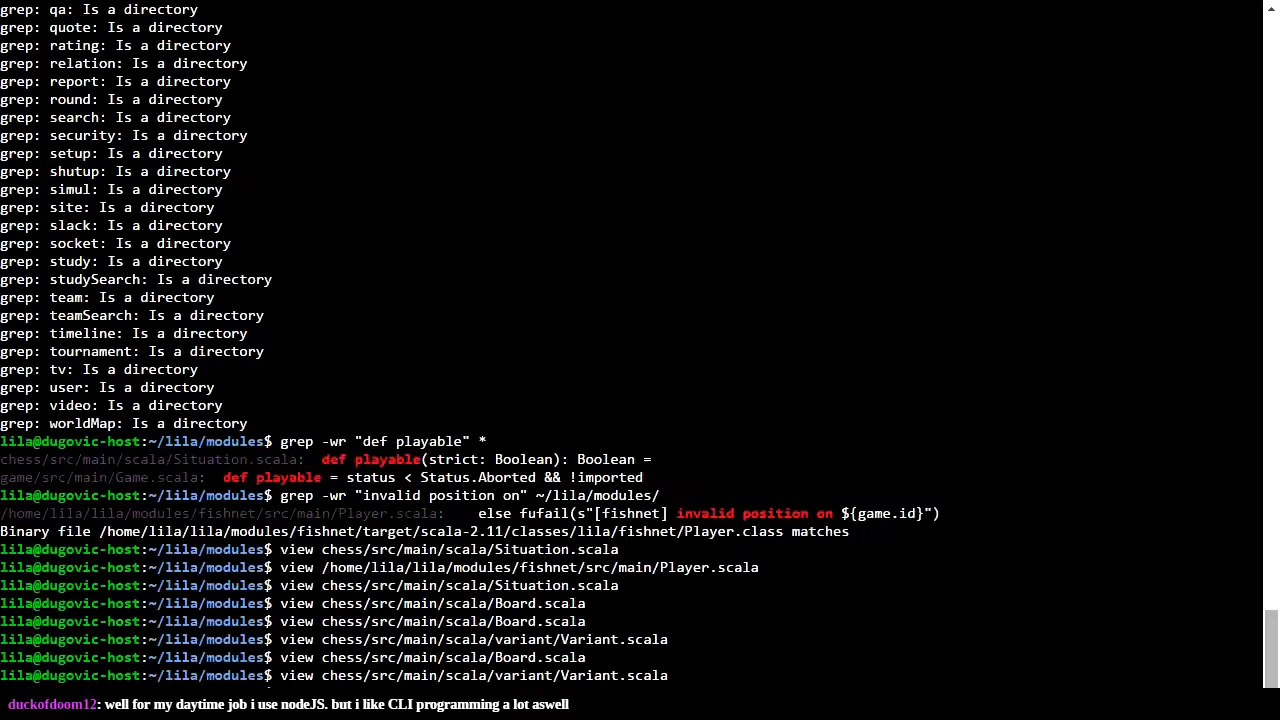 grep: qa: Is a directory
grep: quote: Is a directory
grep: rating: Is a directory
grep: relation: Is a directory
grep: report: Is a directory
grep: round: Is a directory
grep: search: Is a directory
grep: security: Is a directory
grep: setup: Is a directory
grep: shutup: Is a directory
grep: simul: Is a directory
grep: site: Is a directory
grep: slack: Is a directory
grep: socket: Is a directory
grep: study: Is a directory
grep: studySearch: Is a directory
grep: team: Is a directory
grep: teamSearch: Is a directory
grep: timeline: Is a directory
grep: tournament: Is a directory
grep: tv: Is a directory
grep: user: Is a directory
grep: video: Is a directory
grep: worldMap: Is a directory
lila@dugovic-host:~/lila/modules$ grep -wr "def playable" *
chess/src/main/scala/Situation.scala:  def playable(strict: Boolean): Boolean =
game/src/main/Game.scala:  def playable = status < Status.Aborted && !imported
lila@dugovic-host:~/lila/modules$ grep -wr "invalid position on" ~/lila/modules/
/home/lila/lila/modules/fishnet/src/main/Player.scala:    else fufail(s"[fishnet] invalid position on ${game.id}")
Binary file /home/lila/lila/modules/fishnet/target/scala-2.11/classes/lila/fishnet/Player.class matches
lila@dugovic-host:~/lila/modules$ view chess/src/main/scala/Situation.scala
lila@dugovic-host:~/lila/modules$ view /home/lila/lila/modules/fishnet/src/main/Player.scala
lila@dugovic-host:~/lila/modules$ view chess/src/main/scala/Situation.scala
lila@dugovic-host:~/lila/modules$ view chess/src/main/scala/Board.scala
lila@dugovic-host:~/lila/modules$ view chess/src/main/scala/Board.scala
lila@dugovic-host:~/lila/modules$ view chess/src/main/scala/variant/Variant.scala
lila@dugovic-host:~/lila/modules$ view chess/src/main/scala/Board.scala
lila@dugovic-host:~/lila/modules$ view chess/src/main/scala/variant/Variant.scala
duckofdoom12: well for my daytime job i use nodeJS. but i like CLI programming a lot aswell